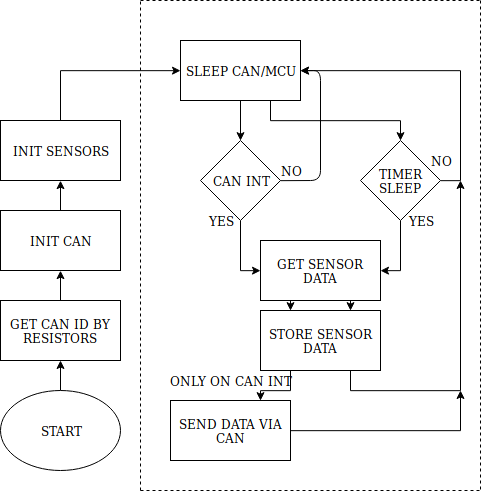 SLEEP CAN/MCU
INIT SENSORS
CAN INT
NO
TIMER
SLEEP
NO
YES
YES
INIT CAN
GET SENSOR
DATA
GET CAN ID BY
RESISTORS
STORE SENSOR
DATA
ONLY ON CAN INT
START
SEND DATA VIA
CAN